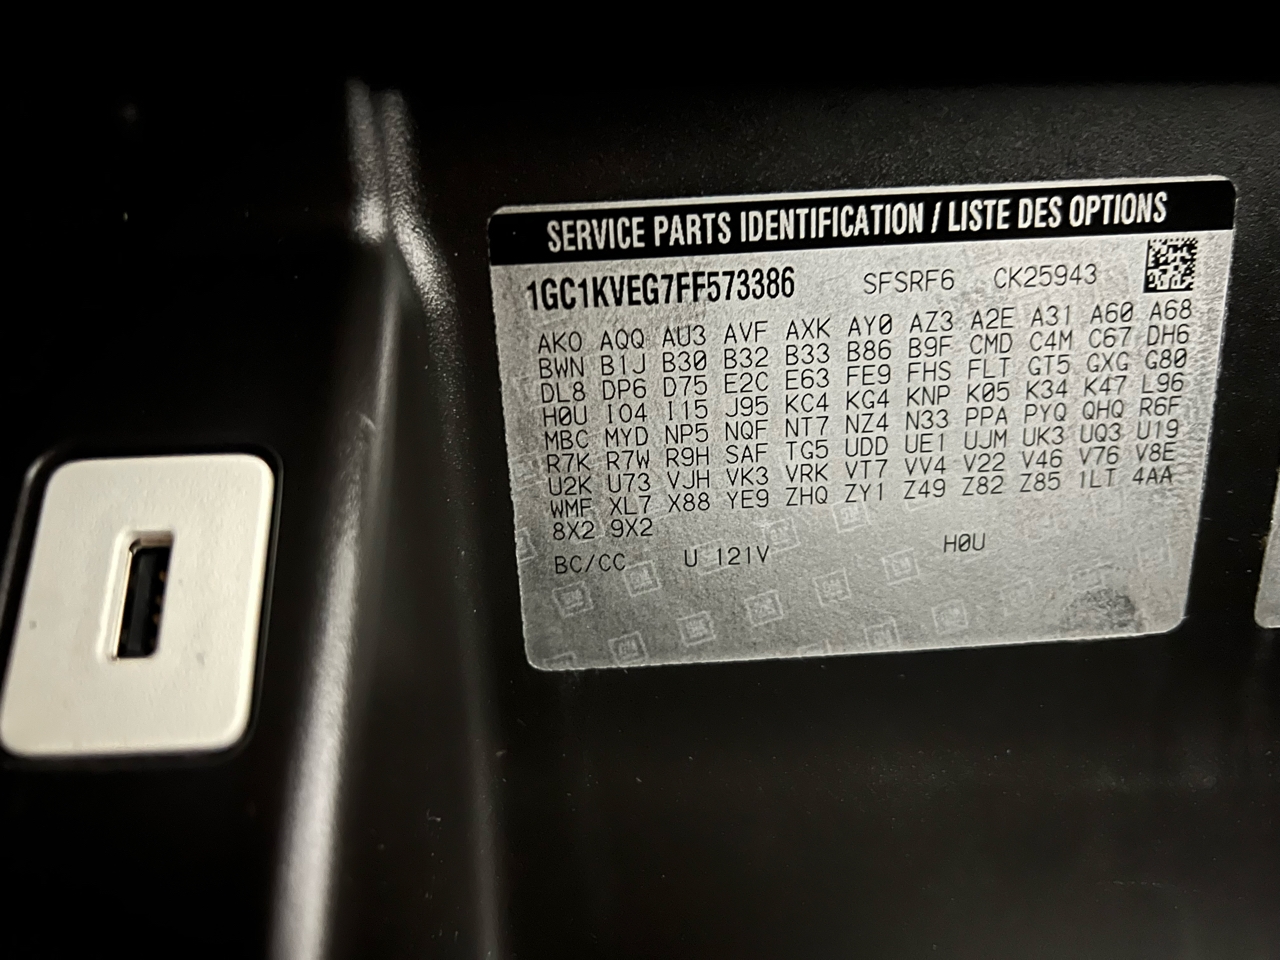 SERVICE PARTS IDENTIFICATION / LISTE DES OPTIONS
1GC1KVEG7FF573386 SFSRF6 CK25943
AKO AQQ AU3 AVF AXK AY0 AZ3 A2E A31 A60 A68
BWN B1J B30 B32 B33 B86 B9F CMD C4M C67 DH6
DL8 DP6 D75 E2C E63 FE9 FHS FLT GT5 GXG G80
H0U I04 I15 J95 KC4 KG4 KNP K05 K34 K47 L96
MBC MYD NP5 NQF NT7 NZ4 N33 PPA PYQ QHQ R6F
R7K R7W R9H SAF TG5 UDD UE1 UJM UK3 UQ3 U19
U2K U73 VJH VK3 VRK VT7 VV4 V22 V46 V76 V8E
WMF XL7 X88 YE9 ZHQ ZY1 Z49 Z82 Z85 1LT 4AA
8X2 9X2
BC/CC U 121V H0U